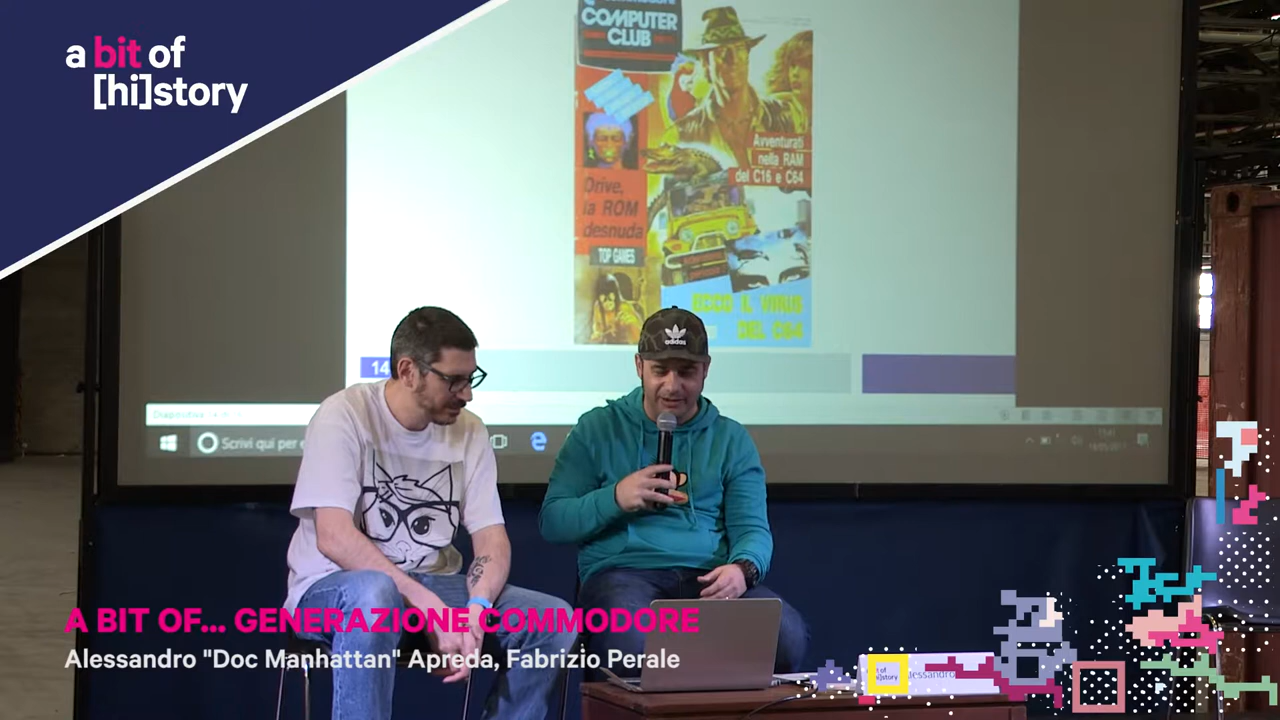 a bit of
[hi]story
COMPUTER
CLUB
Avventurati
nella RAM
del C16 e C64
Drive,
la ROM
desnuda
TOP GAMES
ECCO IL VIRUS
DEL C64
14
Scrivi qui per
adidas
A BIT OF... GENERAZIONE COMMODORE
Alessandro "Doc Manhattan" Apreda, Fabrizio Perale